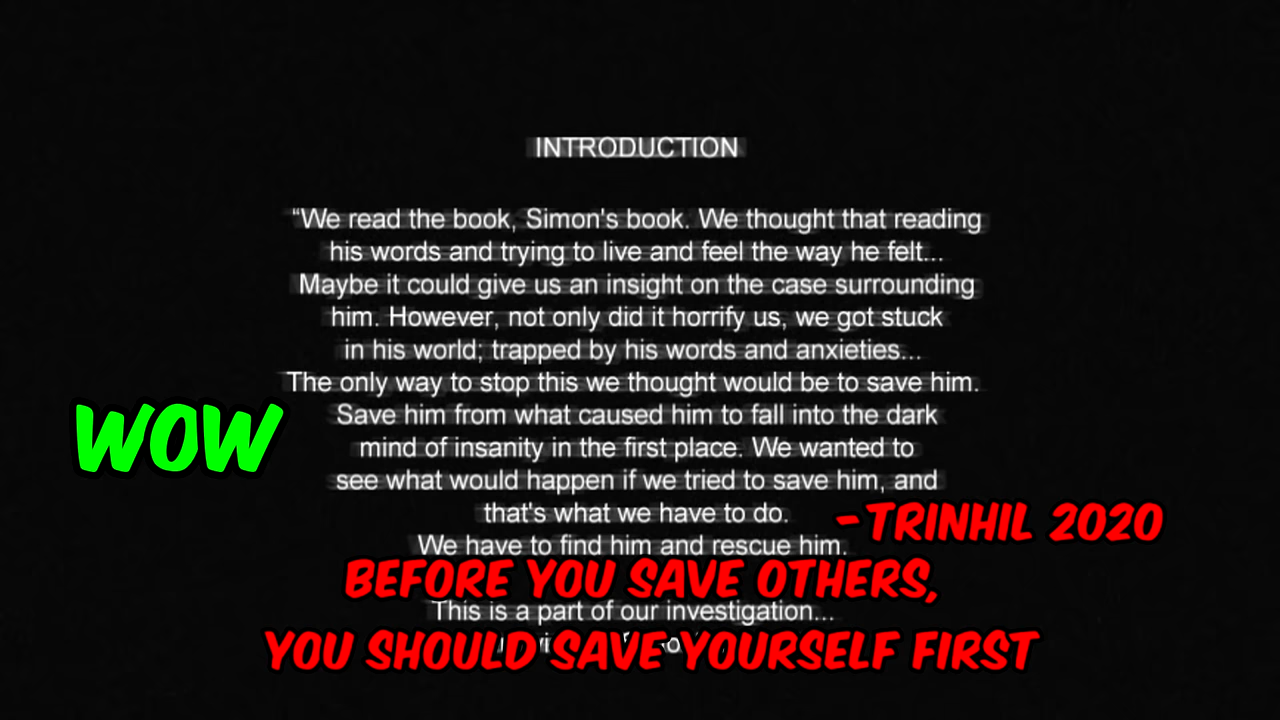 INTRODUCTION
“We read the book, Simon's book. We thought that reading
his words and trying to live and feel the way he felt...
Maybe it could give us an insight on the case surrounding
him. However, not only did it horrify us, we got stuck
in his world; trapped by his words and anxieties...
The only way to stop this we thought would be to save him.
Save him from what caused him to fall into the dark
WOW
mind of insanity in the first place. We wanted to
see what would happen if we tried to save him, and
that's what we have to do.
-TRINHIL 2020
We have to find him and rescue him.
BEFORE YOU SAVE OTHERS,
This is a part of our investigation...
YOU SHOULD SAVE YOURSELF FIRST